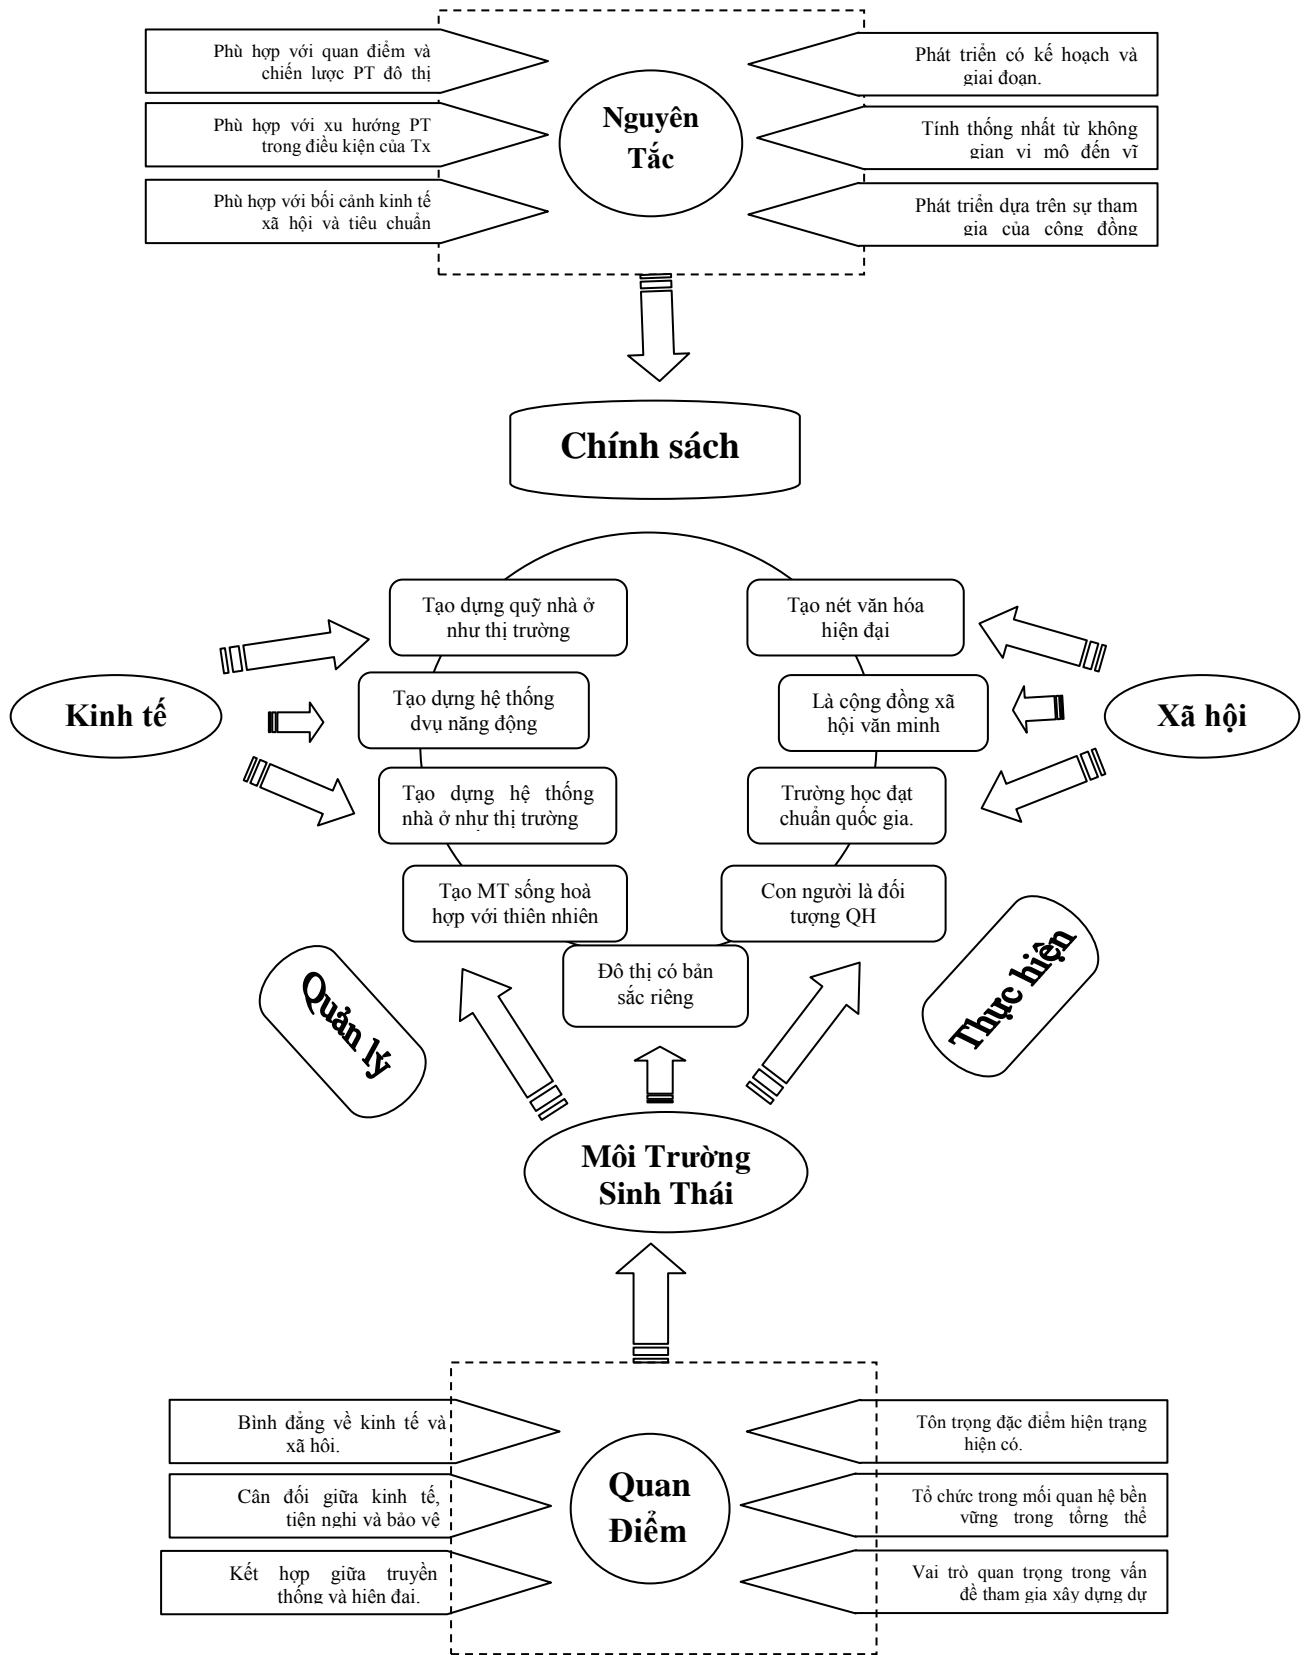 Phù hợp với quan điểm và
chiến lược PT đô thị
Phù hợp với xu hướng PT
trong điều kiện của Tx
Phù hợp với bối cảnh kinh tế
xã hội và tiêu chuẩn
Nguyên
Tắc
Phát triển có kế hoạch và
giai đoạn.
Tính thống nhất từ không
gian vi mô đến vĩ
Phát triển dựa trên sự tham
gia của công đồng
Chính sách
Tạo dựng quỹ nhà ở
như thị trường
Tạo nét văn hóa
hiện đại
Kinh tế
Tạo dựng hệ thống
dvụ năng động
Là cộng đồng xã
hội văn minh
Xã hội
Tạo dựng hệ thống
nhà ở như thị trường
Trường học đạt
chuẩn quốc gia.
Tạo MT sống hoà
hợp với thiên nhiên
Con người là đối
tượng QH
Đô thị có bản
sắc riêng
Quản lý
Thực hiện
Môi Trường
Sinh Thái
Bình đẳng về kinh tế và
xã hôi.
Cân đối giữa kinh tế,
tiện nghi và bảo vệ
Kết hợp giữa truyền
thống và hiên đai.
Quan
Điểm
Tôn trọng đặc điểm hiện trạng
hiện có.
Tổ chức trong mối quan hệ bền
vững trong tổrng thể
Vai trò quan trọng trong vấn
đề tham gia xây dựng dự